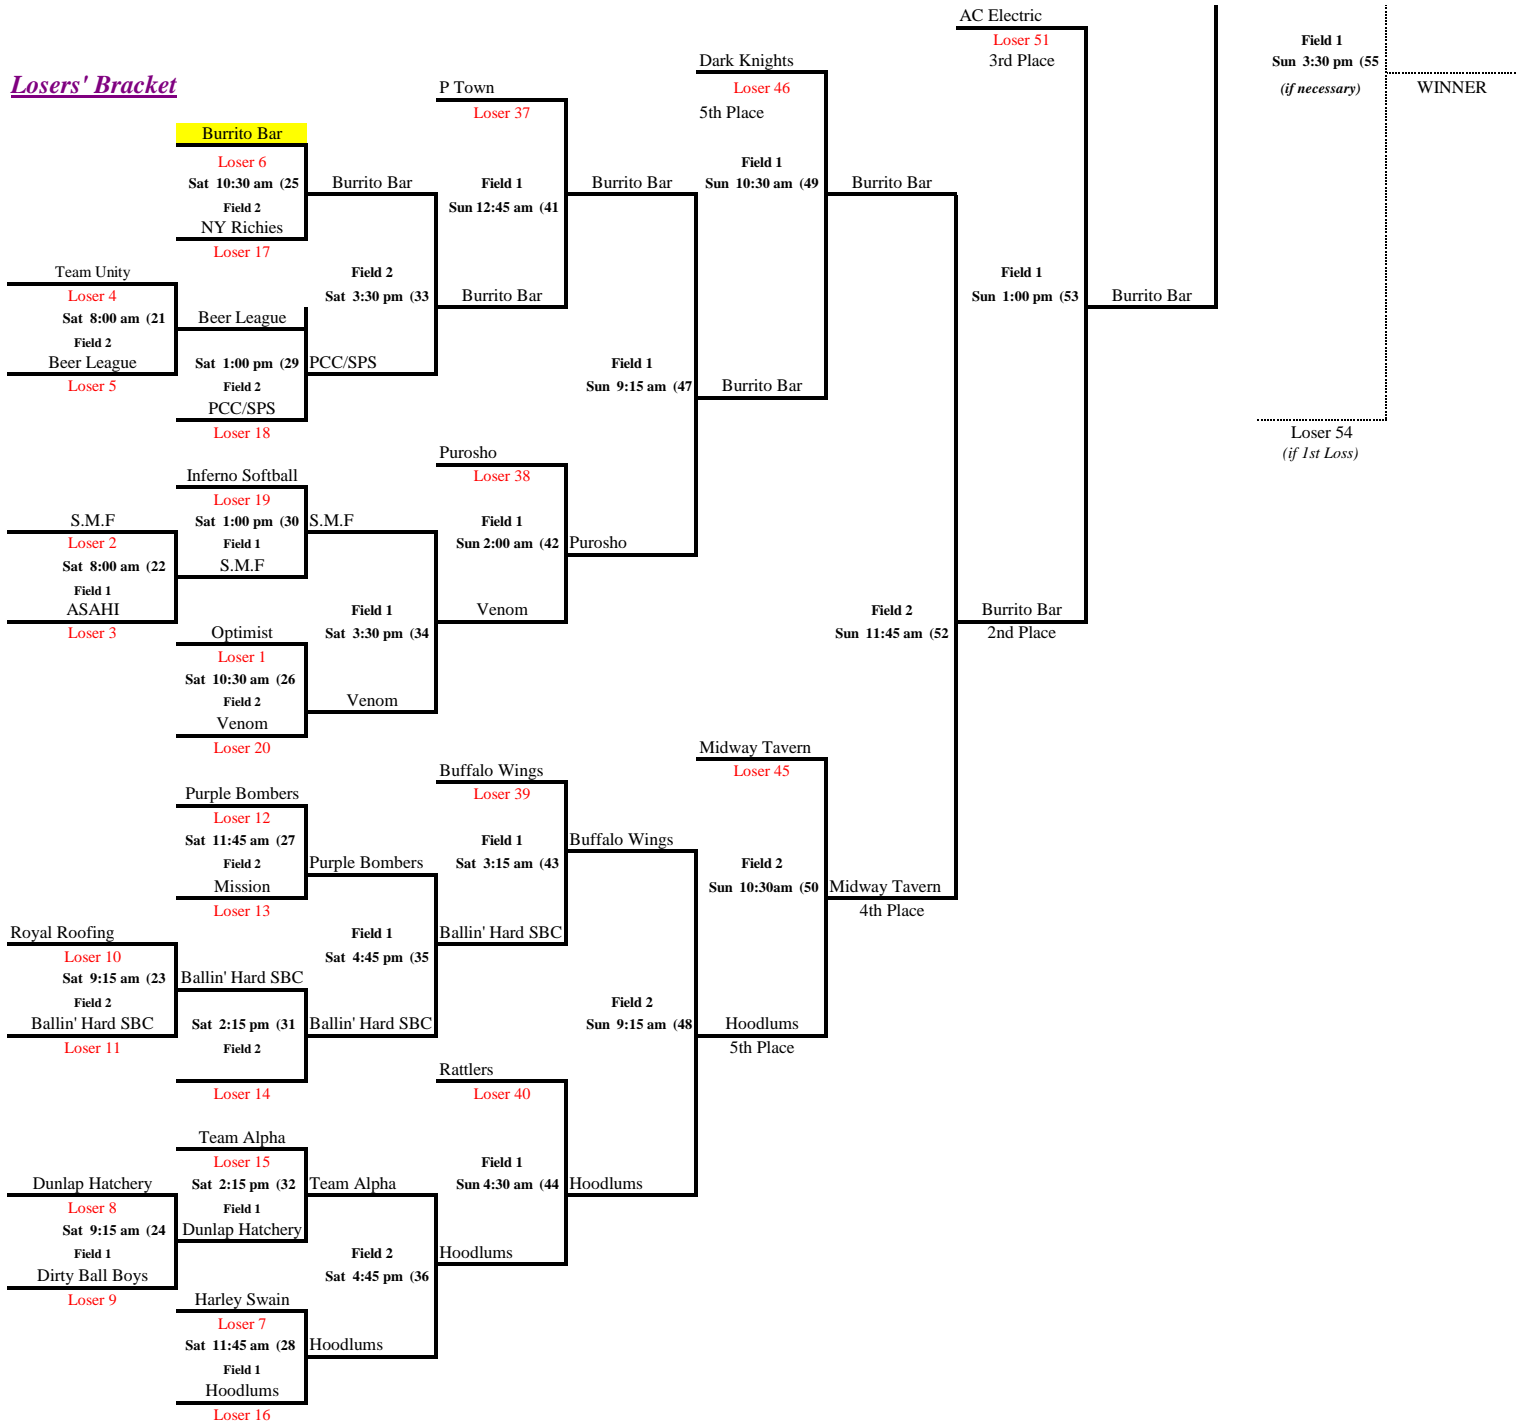 AC Electric
Loser 51
3rd Place
Field 1
Sun 3:30 pm (55
(if necessary)
WINNER
Dark Knights
Loser 46
5th Place
Losers' Bracket
P Town
Loser 37
Burrito Bar
Loser 6
Sat 10:30 am (25
Field 2
NY Richies
Loser 17
Burrito Bar
Field 1
Sun 12:45 am (41
Burrito Bar
Field 1
Sun 10:30 am (49
Burrito Bar
Team Unity
Loser 4
Sat 8:00 am (21
Field 2
Beer League
Loser 5
Beer League
Sat 1:00 pm (29
Field 2
PCC/SPS
Loser 18
Field 2
Sat 3:30 pm (33
PCC/SPS
Burrito Bar
Field 1
Sun 9:15 am (47
Burrito Bar
Field 1
Sun 1:00 pm (53
Burrito Bar
Loser 54
(if 1st Loss)
Purosho
Loser 38
Inferno Softball
Loser 19
Sat 1:00 pm (30
Field 1
S.M.F
S.M.F
Loser 2
Sat 8:00 am (22
Field 1
ASAHI
Loser 3
S.M.F
Field 1
Sun 2:00 am (42
Purosho
Optimist
Loser 1
Sat 10:30 am (26
Field 2
Venom
Loser 20
Field 1
Sat 3:30 pm (34
Venom
Venom
Field 2
Sun 11:45 am (52
Burrito Bar
2nd Place
Midway Tavern
Loser 45
Buffalo Wings
Loser 39
Purple Bombers
Loser 12
Sat 11:45 am (27
Field 2
Mission
Loser 13
Purple Bombers
Field 1
Sat 3:15 am (43
Buffalo Wings
Field 2
Sun 10:30am (50
Midway Tavern
4th Place
Royal Roofing
Loser 10
Sat 9:15 am (23
Field 2
Ballin' Hard SBC
Loser 11
Ballin' Hard SBC
Sat 2:15 pm (31
Field 2
Loser 14
Field 1
Sat 4:45 pm (35
Ballin' Hard SBC
Ballin' Hard SBC
Field 2
Sun 9:15 am (48
Hoodlums
5th Place
Rattlers
Loser 40
Team Alpha
Loser 15
Sat 2:15 pm (32
Field 1
Dunlap Hatchery
Dunlap Hatchery
Loser 8
Sat 9:15 am (24
Field 1
Dirty Ball Boys
Loser 9
Team Alpha
Field 1
Sun 4:30 am (44
Hoodlums
Field 2
Sat 4:45 pm (36
Hoodlums
Harley Swain
Loser 7
Sat 11:45 am (28
Field 1
Hoodlums
Loser 16
Hoodlums